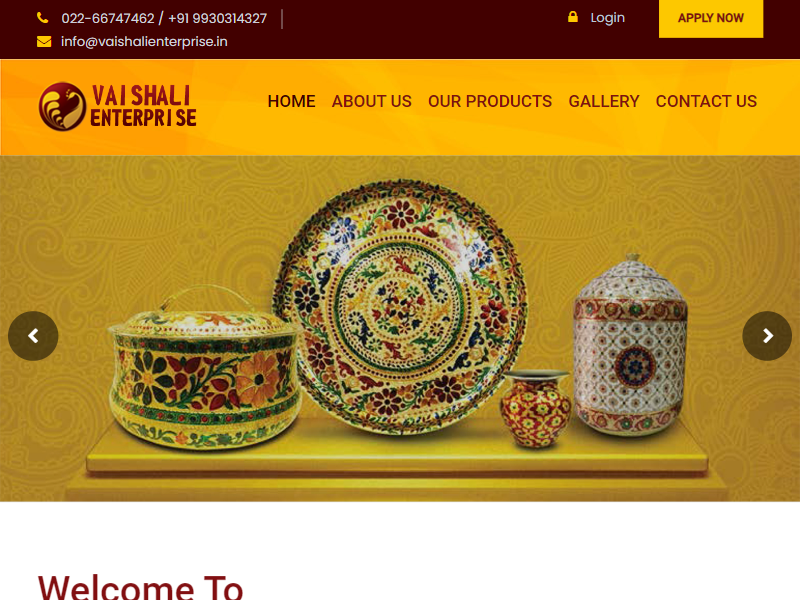 022-66747462 / +91 9930314327
info@vaishalienterprise.in
Login
APPLY NOW
VAISHALI
ENTERPRISE
HOME ABOUT US OUR PRODUCTS GALLERY CONTACT US
Welcome To